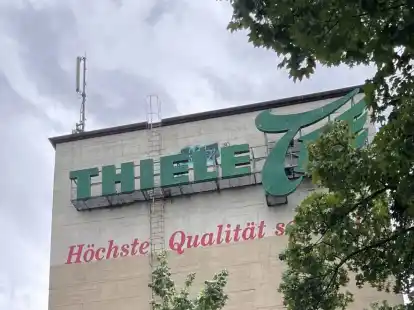 THIELE T
Höchste Qualität s